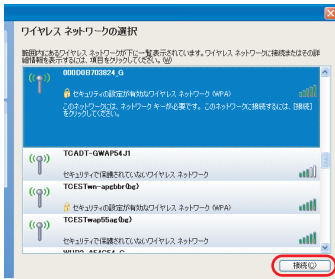 ワイヤレス ネットワークの選択
範囲内にあるワイヤレス ネットワークが下に一覧表示されています。ワイヤレス ネットワークに接続またはその詳
細情報を表示するには、項目をクリックしてください。(W)
000D0B703824_G
セキュリティの設定が有効なワイヤレス ネットワーク (WPA)
このネットワークには、ネットワーク キーが必要です。このネットワークに接続するには、[接続]
をクリックしてください。
TCADT-GWAP54J1
セキュリティで保護されていないワイヤレス ネットワーク
TCESTwn-apgbbr(bg)
セキュリティの設定が有効なワイヤレス ネットワーク (WPA)
TCESTwap55ag(bg)
セキュリティで保護されていないワイヤレス ネットワーク
接続(C)